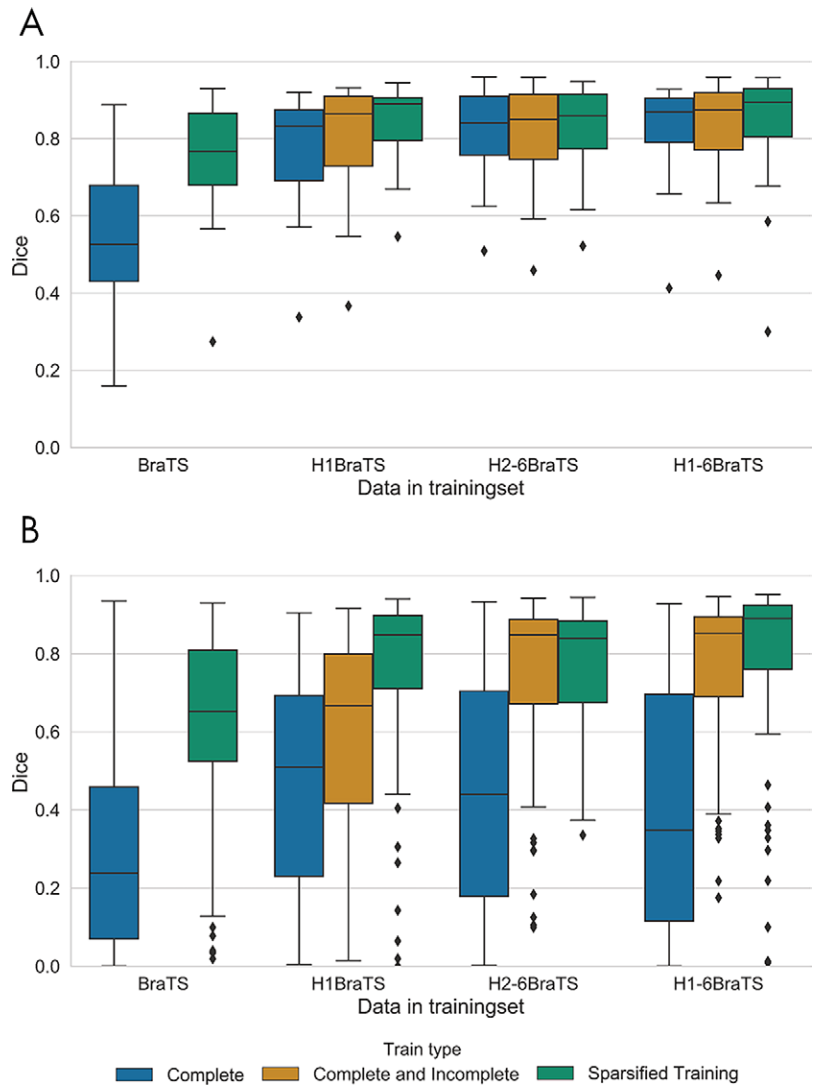 A
1.0
0.8
0.6
0.4
0.2
0.0
Dice
BraTS H1BraTS H2-6BraTS H1-6BraTS
Data in trainingset
B
1.0
0.8
0.6
0.4
0.2
0.0
Dice
BraTS H1BraTS H2-6BraTS H1-6BraTS
Data in trainingset
Train type
Complete Complete and Incomplete Sparsified Training